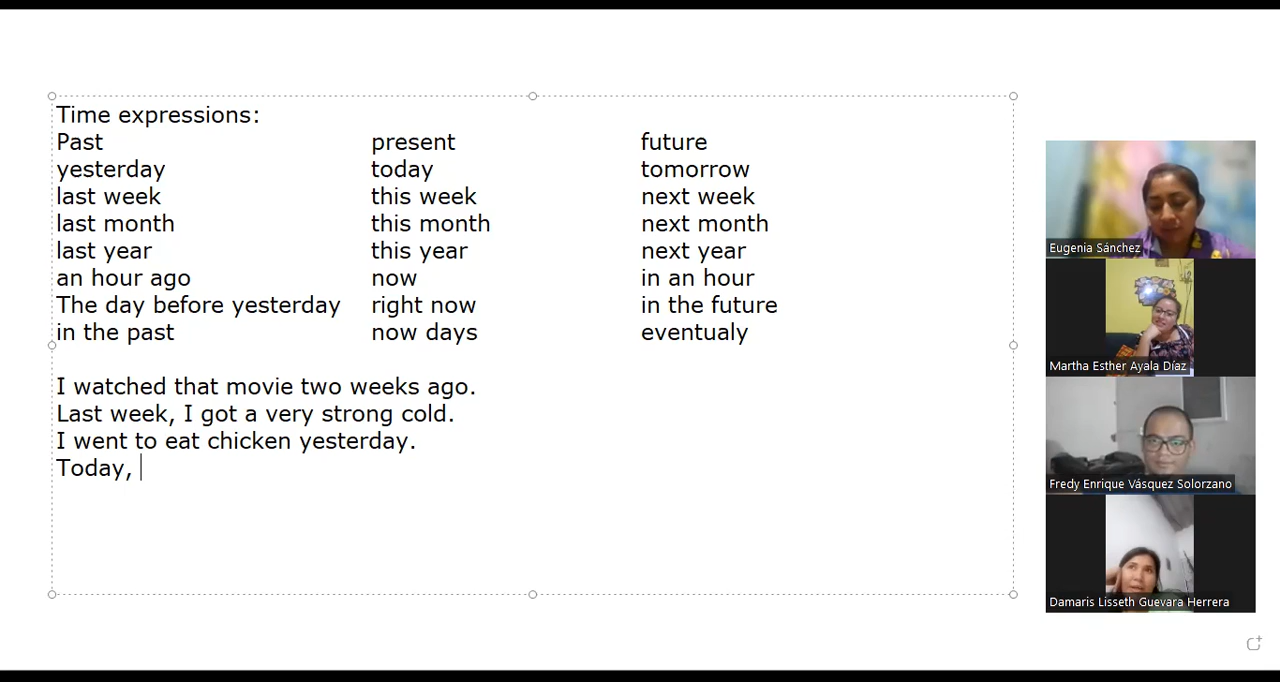 Time expressions:
Past present future
yesterday today tomorrow
last week this week next week
last month this month next month
last year this year next year
an hour ago now in an hour
The day before yesterday right now in the future
in the past now days eventualy
I watched that movie two weeks ago.
Last week, I got a very strong cold.
I went to eat chicken yesterday.
Today,
Eugenia Sánchez
Martha Esther Ayala Díaz
Fredy Enrique Vásquez Solorzano
Damaris Lisseth Guevara Herrera